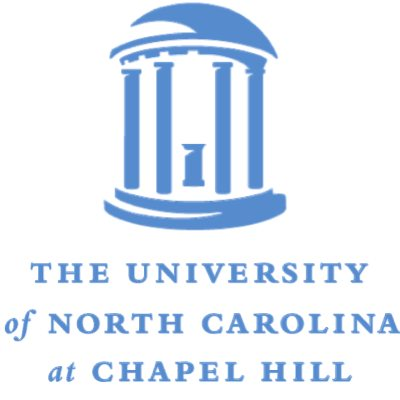 THE UNIVERSITY
of NORTH CAROLINA
at CHAPEL HILL